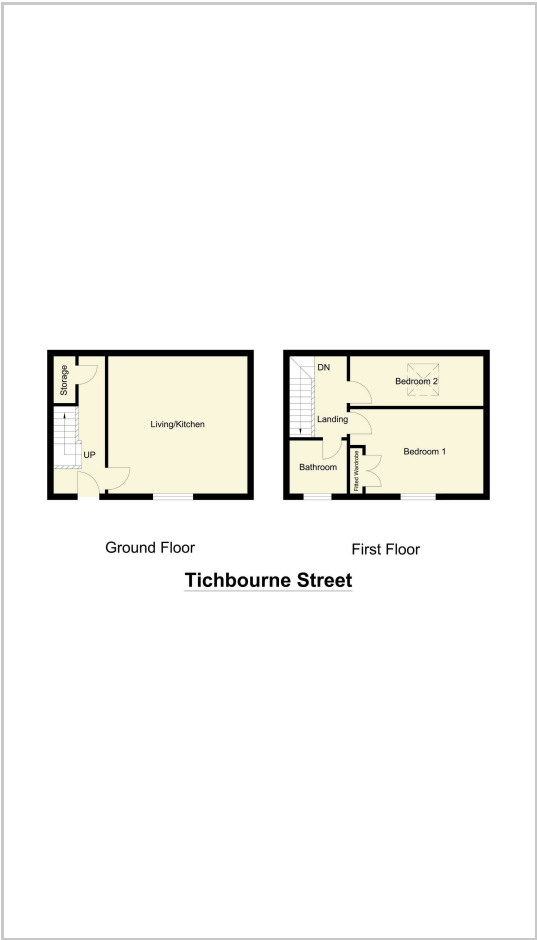 Storage
Living/Kitchen
UP
DN
Bedroom 2
Landing
Bedroom 1
Bathroom
Fitted Wardrobe
Ground Floor
First Floor
Tichbourne Street